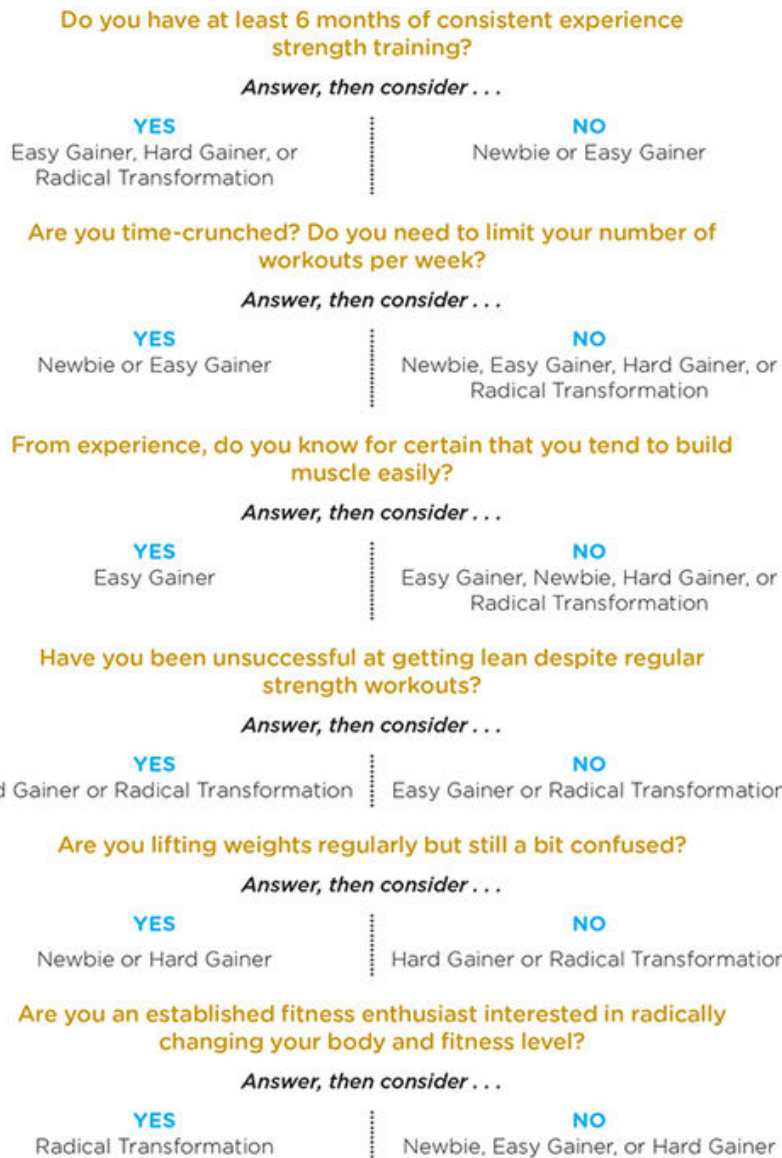 Do you have at least 6 months of consistent experience
strength training?
Answer, then consider . . .
YES
Easy Gainer, Hard Gainer, or
Radical Transformation
NO
Newbie or Easy Gainer
Are you time-crunched? Do you need to limit your number of
workouts per week?
Answer, then consider . . .
YES
Newbie or Easy Gainer
NO
Newbie, Easy Gainer, Hard Gainer, or
Radical Transformation
From experience, do you know for certain that you tend to build
muscle easily?
Answer, then consider . . .
YES
Easy Gainer
NO
Easy Gainer, Newbie, Hard Gainer, or
Radical Transformation
Have you been unsuccessful at getting lean despite regular
strength workouts?
Answer, then consider . . .
YES
Gainer or Radical Transformation
NO
Easy Gainer or Radical Transformation
Are you lifting weights regularly but still a bit confused?
Answer, then consider . . .
YES
Newbie or Hard Gainer
NO
Hard Gainer or Radical Transformation
Are you an established fitness enthusiast interested in radically
changing your body and fitness level?
Answer, then consider . . .
YES
Radical Transformation
NO
Newbie, Easy Gainer, or Hard Gainer